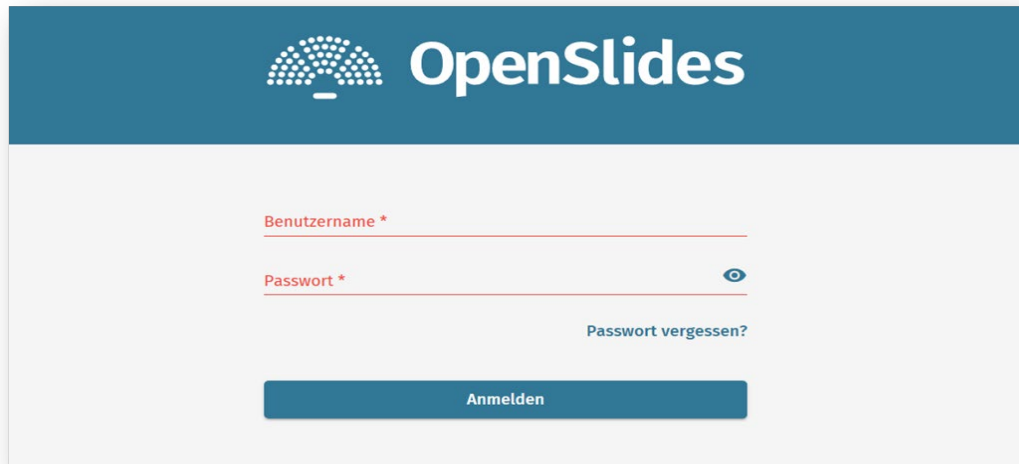 OpenSlides
Benutzername *
Passwort *
Passwort vergessen?
Anmelden